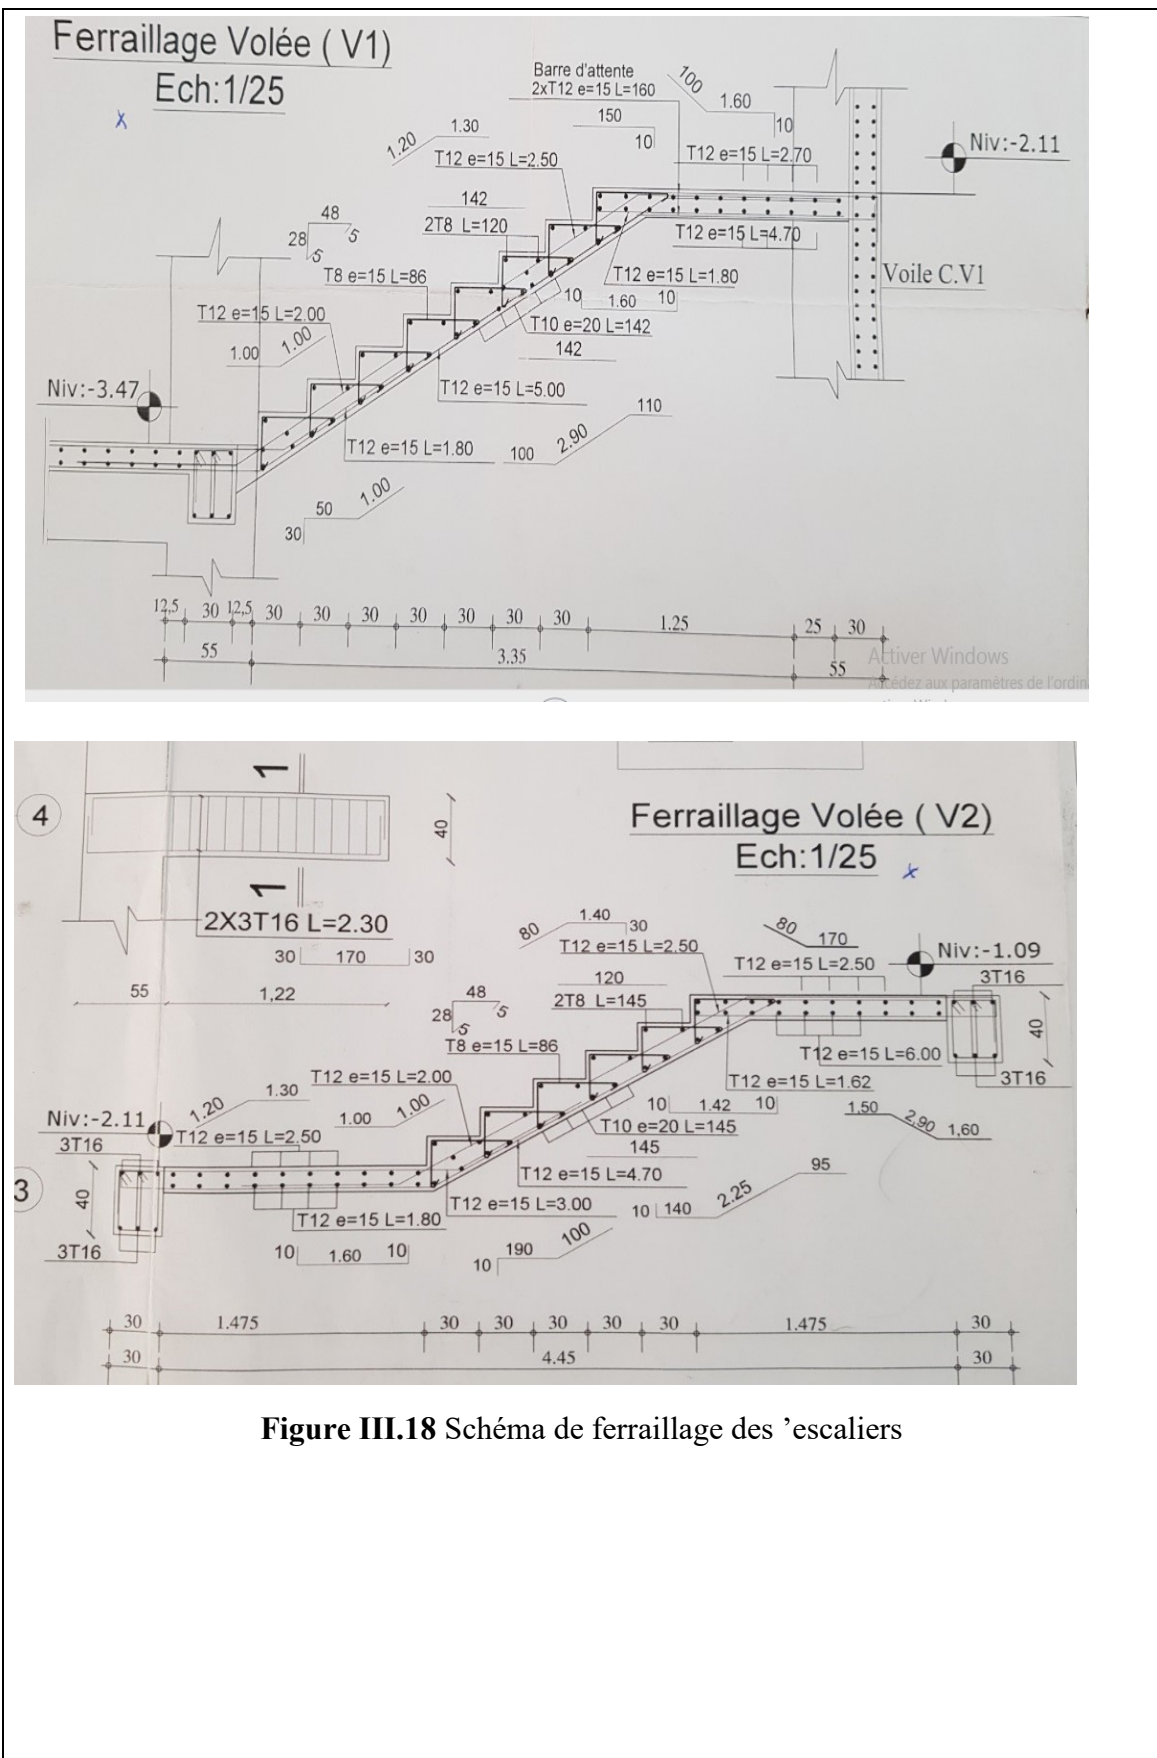 Ferraillage Volée ( V1)
Ech:1/25
Barre d'attente
2xT12 e=15 L=160
150
10
100
1.60
10
T12 e=15 L=2.70
Niv:-2.11
1.20
1.30
T12 e=15 L=2.50
142
2T8 L=120
48
28
5
5
T8 e=15 L=86
T12 e=15 L=2.00
1.00
1.00
T12 e=15 L=4.70
T12 e=15 L=1.80
10
1.60
10
Voile C.V1
T10 e=20 L=142
142
Niv:-3.47
T12 e=15 L=5.00
T12 e=15 L=1.80
100
2.90
110
30
50
1.00
12,5
30
12,5
30
30
30
30
30
30
30
1.25
25
30
55
3.35
55
Activer Windows
Accédez aux paramètres de l'ordin
4
1
1
40
2X3T16 L=2.30
30
170
30
55
1,22
Ferraillage Volée ( V2)
Ech:1/25
80
1.40
30
T12 e=15 L=2.50
120
2T8 L=145
80
170
T12 e=15 L=2.50
Niv:-1.09
3T16
40
3T16
48
28
5
5
T8 e=15 L=86
T12 e=15 L=2.00
1.00
1.00
1.20
1.30
Niv:-2.11
T12 e=15 L=2.50
3T16
3
40
3T16
T12 e=15 L=6.00
T12 e=15 L=1.62
10
1.42
10
1,50
2,90
1,60
T10 e=20 L=145
145
T12 e=15 L=4.70
10
140
2.25
95
T12 e=15 L=3.00
10
190
100
T12 e=15 L=1.80
10
1.60
10
30
1.475
30
30
30
30
30
1.475
30
30
4.45
30
Figure III.18 Schéma de ferraillage des ’escaliers